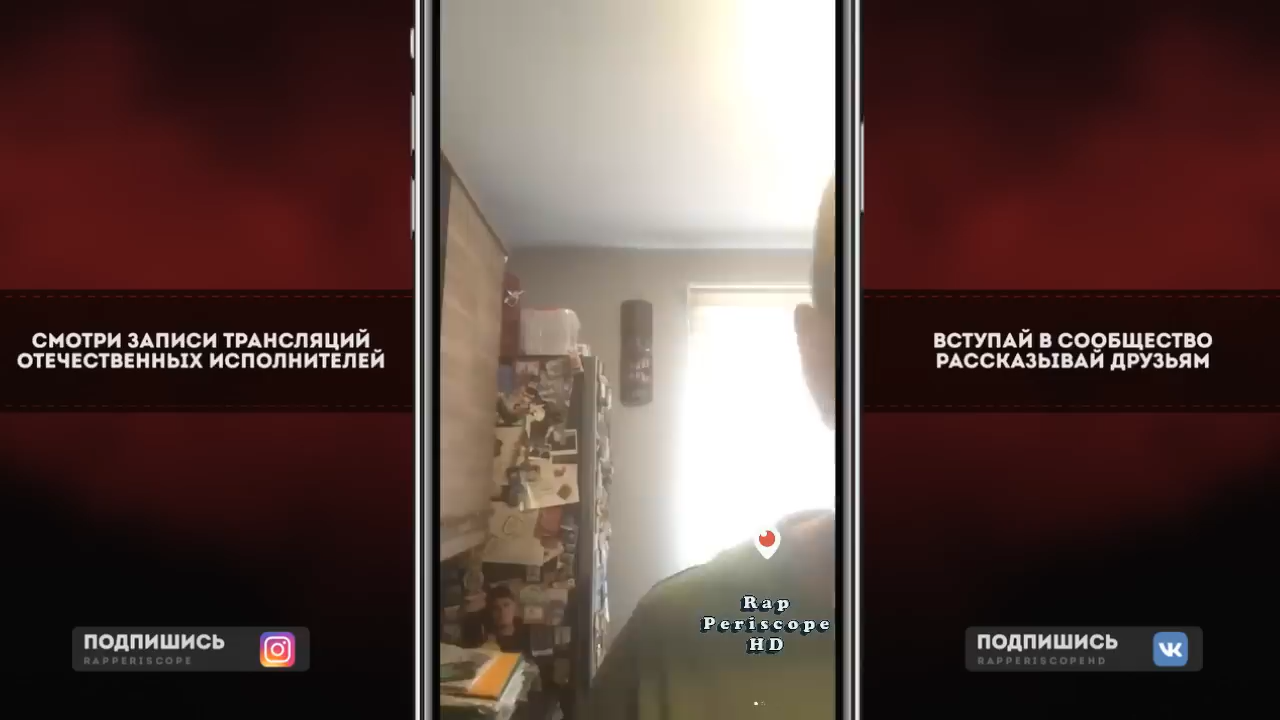 СМОТРИ ЗАПИСИ ТРАНСЛЯЦИЙ
ОТЕЧЕСТВЕННЫХ ИСПОЛНИТЕЛЕЙ
ВСТУПАЙ В СООБЩЕСТВО
РАССКАЗЫВАЙ ДРУЗЬЯМ
Rap
Periscope
HD
ПОДПИШИСЬ
RAPPERISCOPE
ПОДПИШИСЬ
RAPPERISCOPEHD